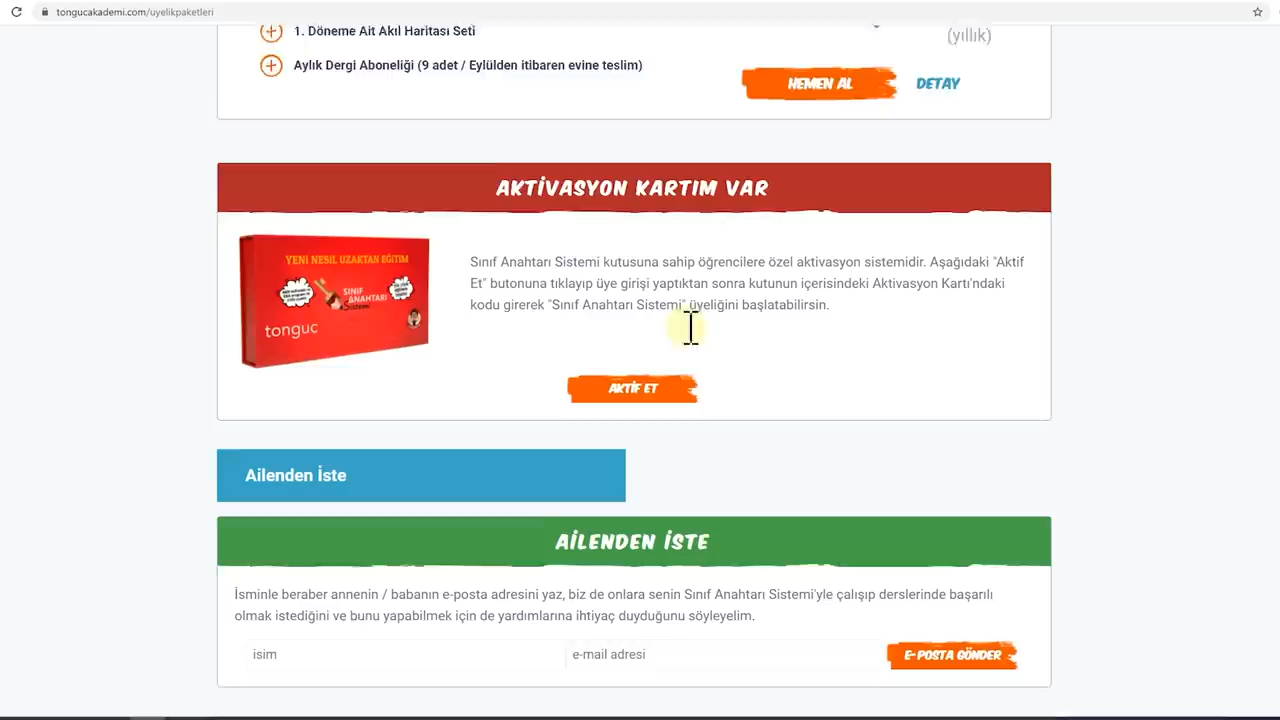 tongucakademi.com/uyelikpaketleri
1. Döneme Ait Akıl Haritası Seti
(yıllık)
Aylık Dergi Aboneliği (9 adet / Eylülden itibaren evine teslim)
HEMEN AL
DETAY
AKTİVASYON KARTIM VAR
YENİ NESİL UZAKTAN EĞİTİM
SINIF
ANAHTARI
Sistemi
tonguc
Sınıf Anahtarı Sistemi kutusuna sahip öğrencilere özel aktivasyon sistemidir. Aşağıdaki "Aktif
Et" butonuna tıklayıp üye girişi yaptıktan sonra kutunun içerisindeki Aktivasyon Kartı'ndaki
kodu girerek "Sınıf Anahtarı Sistemi" üyeliğini başlatabilirsin.
AKTİF ET
Ailenden İste
AİLENDEN İSTE
İsminle beraber annenin / babanın e-posta adresini yaz, biz de onlara senin Sınıf Anahtarı Sistemi'yle çalışıp derslerinde başarılı
olmak istediğini ve bunu yapabilmek için de yardımlarına ihtiyaç duyduğunu söyleyelim.
isim
e-mail adresi
E-POSTA GÖNDER